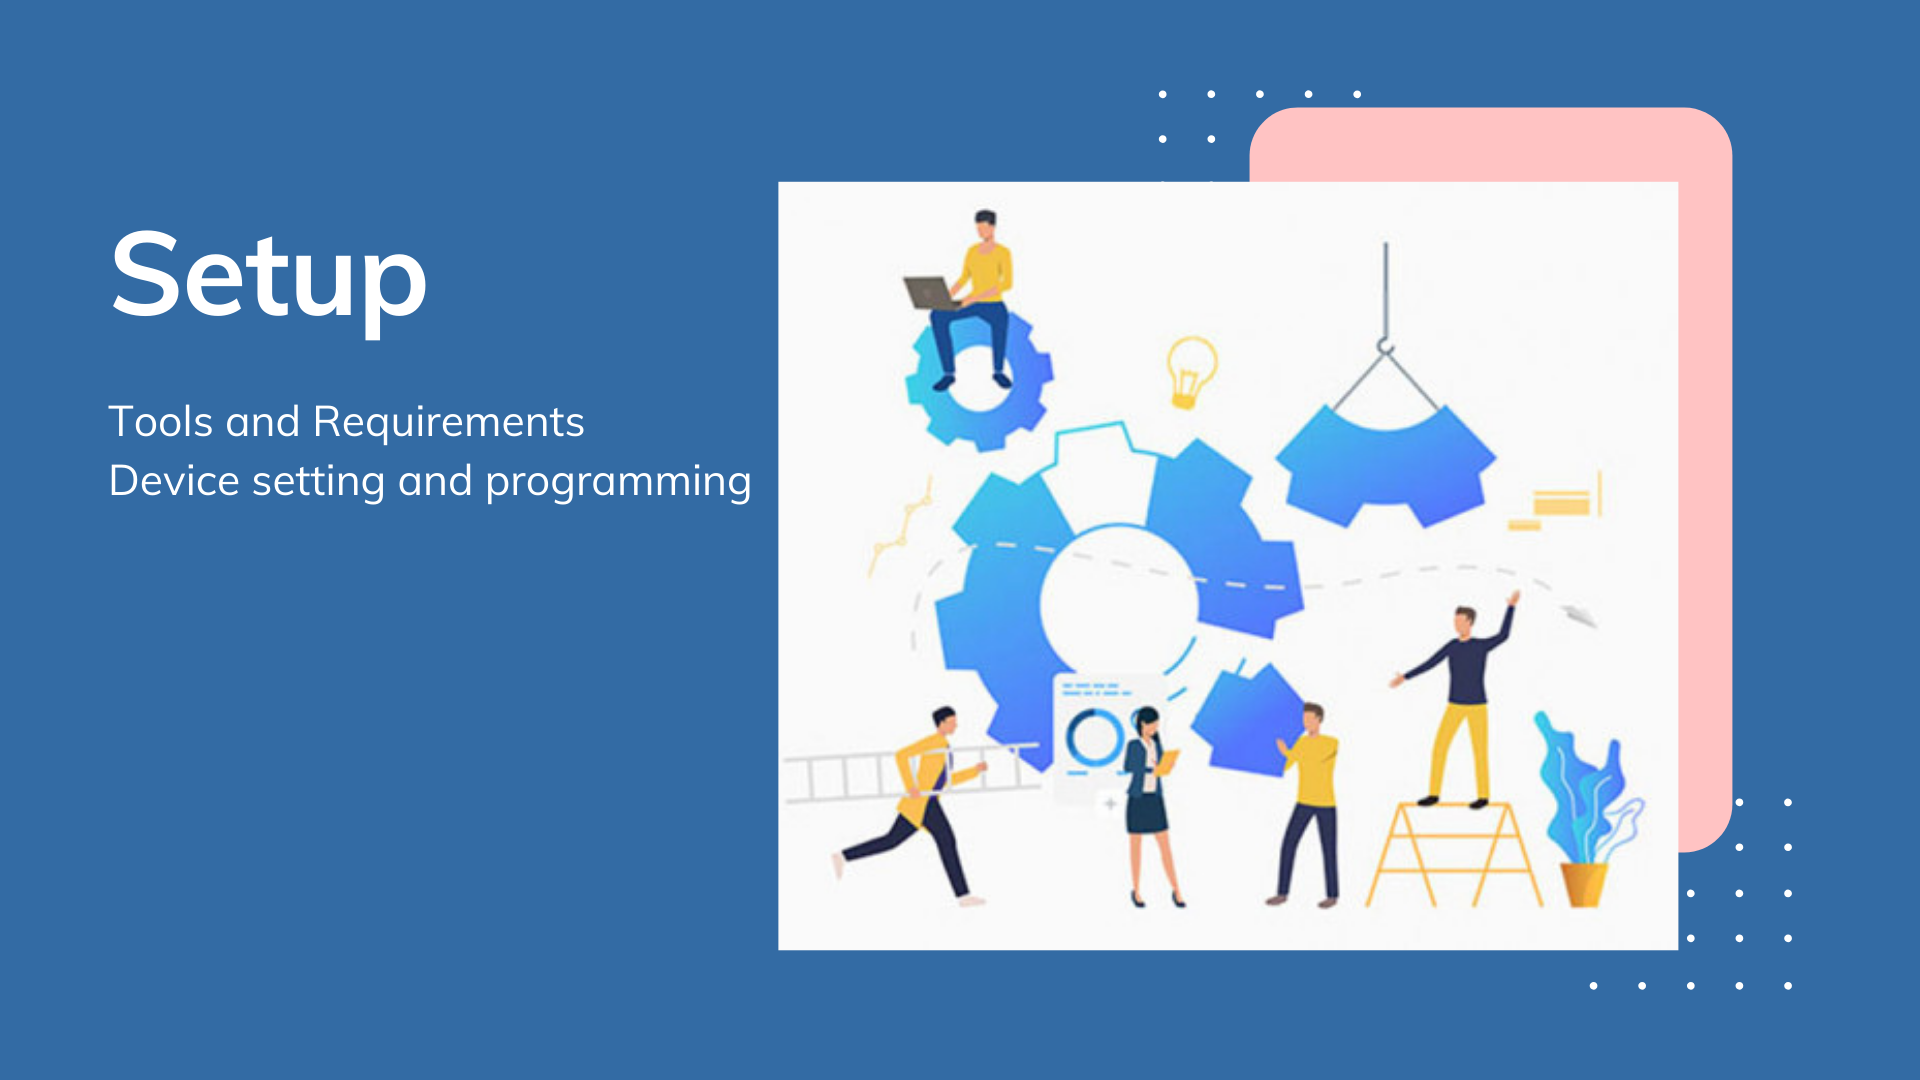 Setup
Tools and Requirements
Device setting and programming